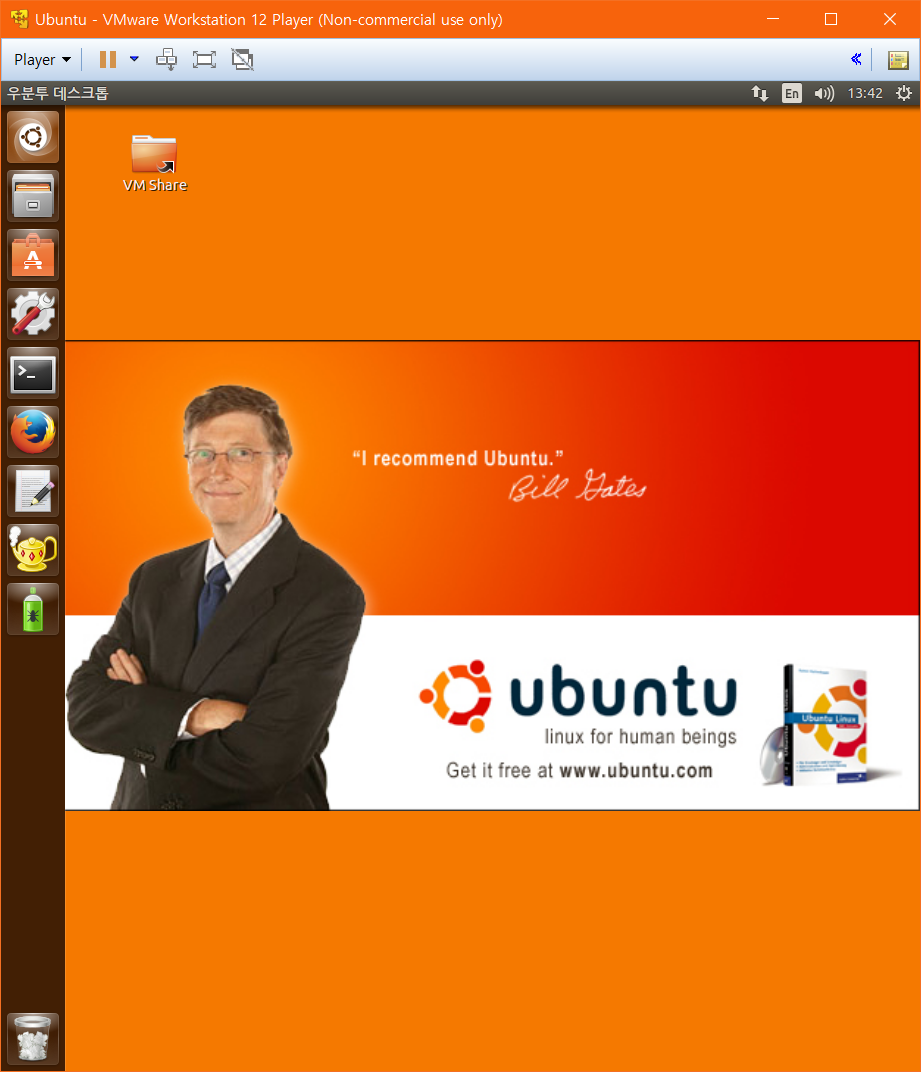 Ubuntu - VMware Workstation 12 Player (Non-commercial use only)
Player
우분투 데스크톱
En
13:42
VM Share
“I recommend Ubuntu.”
Bill Gates
ubuntu
linux for human beings
Get it free at www.ubuntu.com
Ubuntu Linux